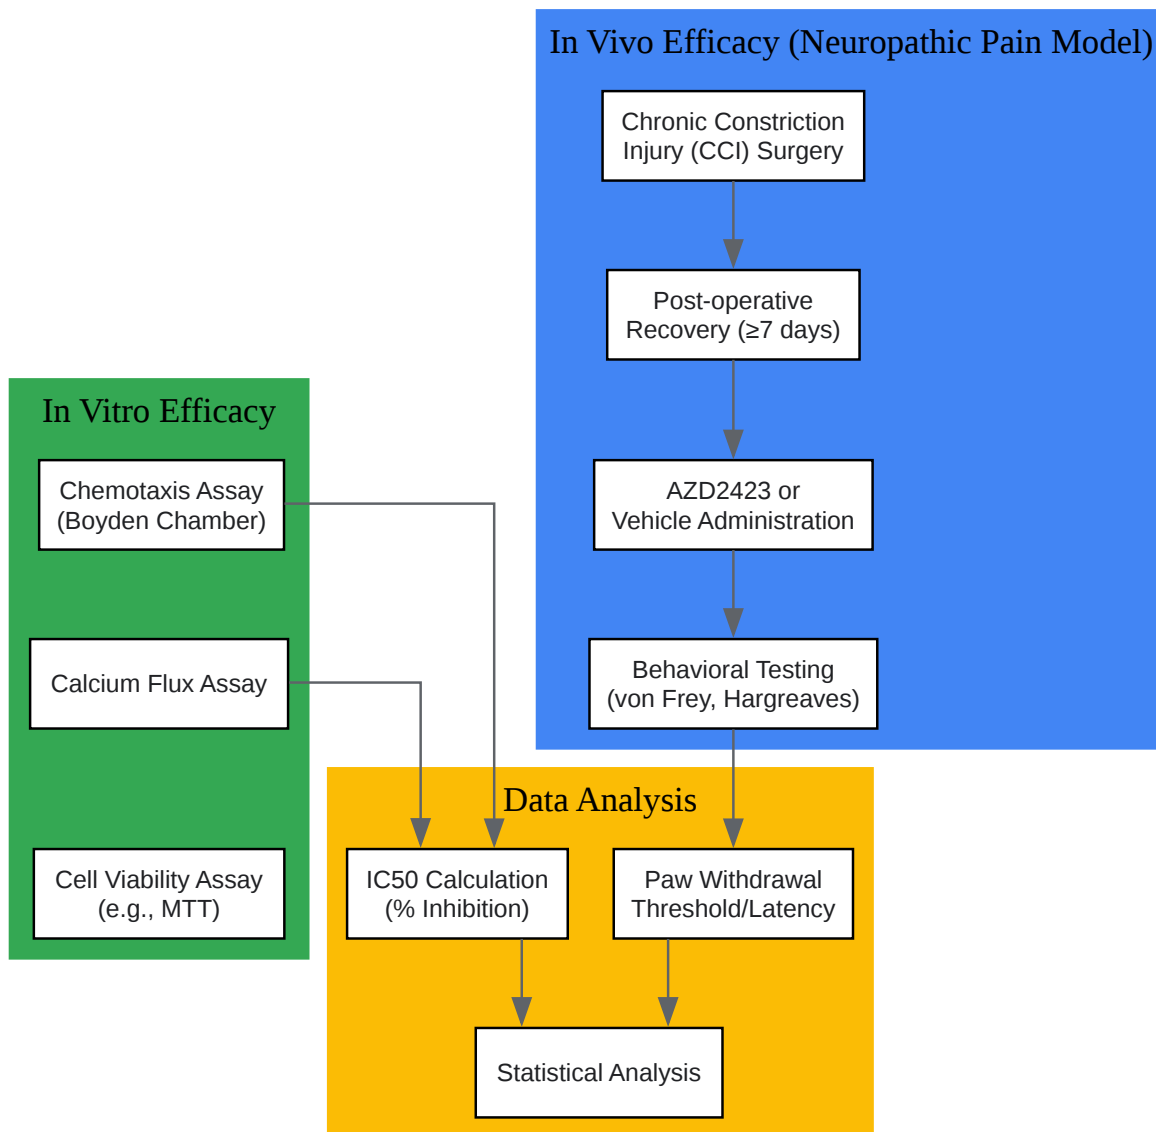 In Vivo Efficacy (Neuropathic Pain Model)
Chronic Constriction
Injury (CCI) Surgery
Post-operative
Recovery (≥7 days)
AZD2423 or
Vehicle Administration
Behavioral Testing
(von Frey, Hargreaves)
In Vitro Efficacy
Chemotaxis Assay
(Boyden Chamber)
Calcium Flux Assay
Cell Viability Assay
(e.g., MTT)
Data Analysis
IC50 Calculation
(% Inhibition)
Paw Withdrawal
Threshold/Latency
Statistical Analysis